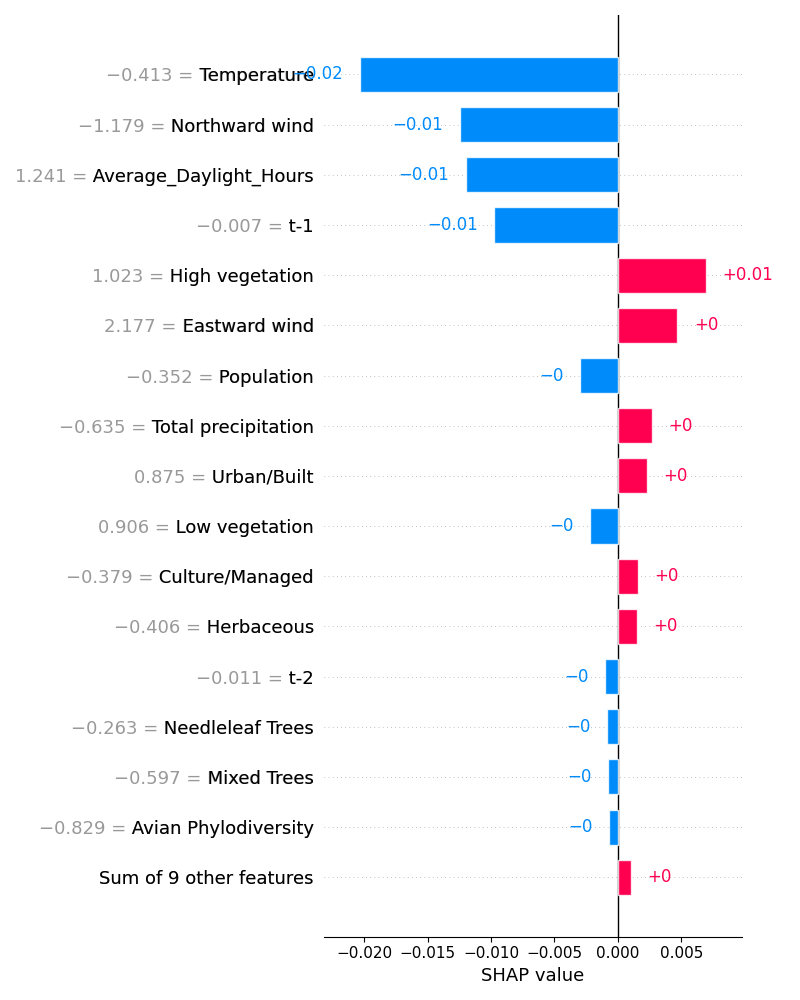 −0.413 = Temperature −0.02
−1.179 = Northward wind −0.01
1.241 = Average_Daylight_Hours −0.01
−0.007 = t-1 −0.01
1.023 = High vegetation +0.01
2.177 = Eastward wind +0
−0.352 = Population −0
−0.635 = Total precipitation +0
0.875 = Urban/Built +0
0.906 = Low vegetation −0
−0.379 = Culture/Managed +0
−0.406 = Herbaceous +0
−0.011 = t-2 −0
−0.263 = Needleleaf Trees −0
−0.597 = Mixed Trees −0
−0.829 = Avian Phylodiversity −0
Sum of 9 other features +0
−0.020 −0.015 −0.010 −0.005 0.000 0.005
SHAP value